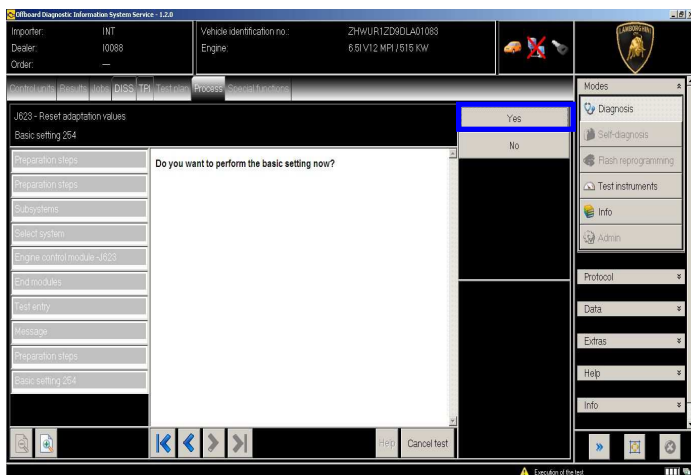 Offboard Diagnostic Information System Service - 1.2.0
Importer: INT
Dealer: I0088
Order: —
Vehicle identification no.: ZHWUR1ZD9DLA01083
Engine: 6.5l V12 MPI / 515 KW
LAMBORGHINI
Control units Results Jobs DISS TPI Test plan Process Special functions
J623 - Reset adaptation values
Basic setting 254
Preparation steps
Preparation steps
Subsystems
Select system
Engine control module -J623
End modules
Test entry
Message
Preparation steps
Basic setting 254
Do you want to perform the basic setting now?
Yes
No
Help
Cancel test
Modes
Diagnosis
Self-diagnosis
Flash reprogramming
Test instruments
Info
Admin
Protocol
Data
Extras
Help
Info
Execution of the test